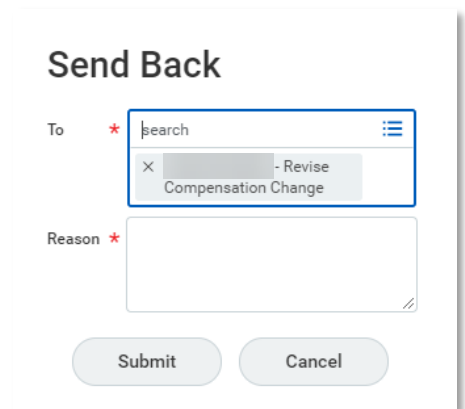 Send Back
To * search
× - Revise
Compensation Change
Reason *
Submit Cancel